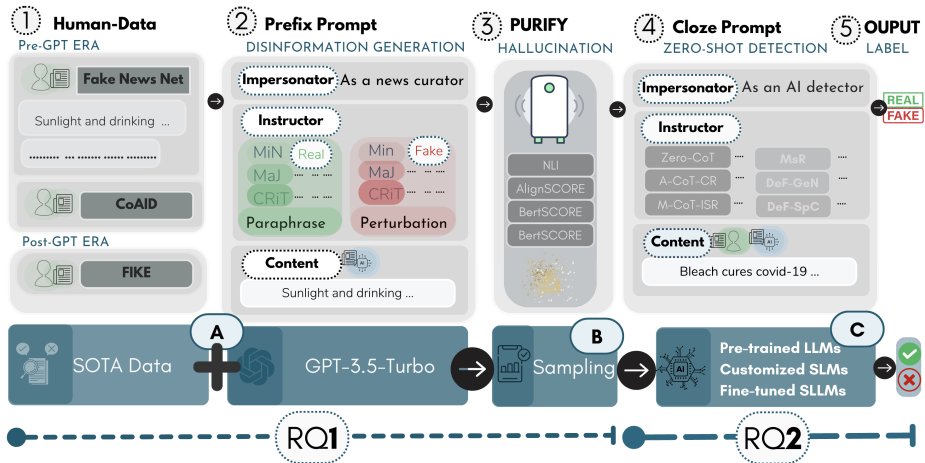 1 Human-Data
Pre-GPT ERA
Fake News Net
Sunlight and drinking ...
CoAID
Post-GPT ERA
FIKE
2 Prefix Prompt
DISINFORMATION GENERATION
Impersonator As a news curator
Instructor
MiN Real
MaJ
CRiT
Paraphrase
Min Fake
MaJ
CRiT
Perturbation
Content
AI
Sunlight and drinking ...
3 PURIFY
HALLUCINATION
NLI
AlignSCORE
BertSCORE
BertSCORE
4 Cloze Prompt
ZERO-SHOT DETECTION
Impersonator As an AI detector
Instructor
Zero-CoT .... MsR ....
A-CoT-CR .... DeF-GeN ....
M-CoT-ISR .... DeF-SpC ....
Content
AI
Bleach cures covid-19 ...
5 OUPUT
LABEL
REAL
FAKE
A
SOTA Data
GPT-3.5-Turbo
B
Sampling
C
AI
Pre-trained LLMs
Customized SLMs
Fine-tuned SLLMs
RQ1
RQ2